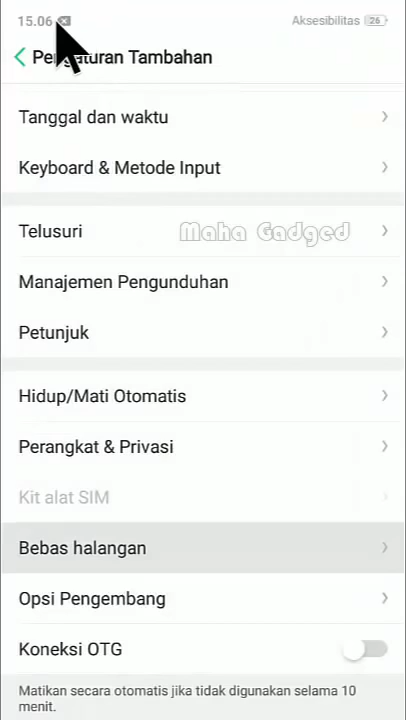 15.06
Aksesibilitas 26
Pengaturan Tambahan
Tanggal dan waktu
Keyboard & Metode Input
Telusuri
Maha Gadged
Manajemen Pengunduhan
Petunjuk
Hidup/Mati Otomatis
Perangkat & Privasi
Kit alat SIM
Bebas halangan
Opsi Pengembang
Koneksi OTG
Matikan secara otomatis jika tidak digunakan selama 10
menit.